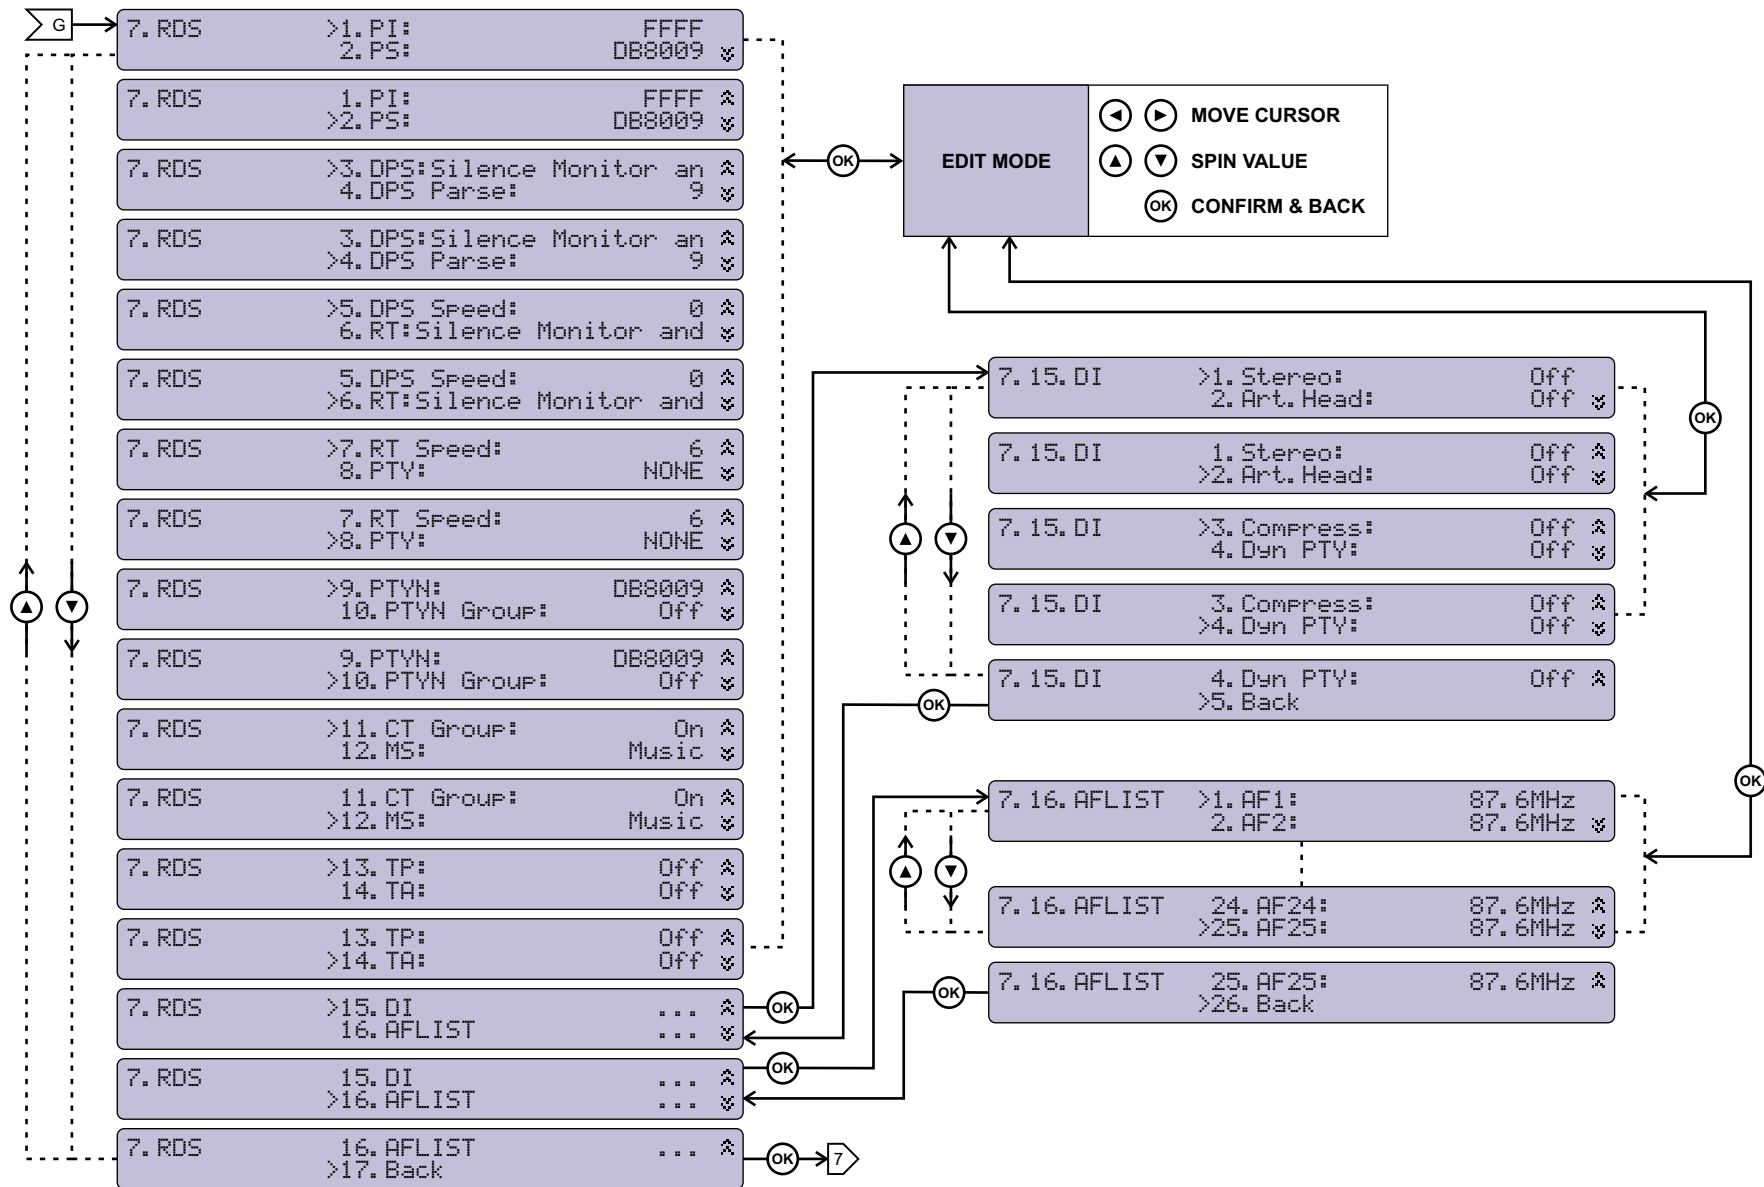 G
7.RDS >1.PI: FFFF
2.PS: DB8009
7.RDS 1.PI: FFFF
>2.PS: DB8009
7.RDS >3.DPS:Silence Monitor an
4.DPS Parse: 9
7.RDS 3.DPS:Silence Monitor an
>4.DPS Parse: 9
7.RDS >5.DPS Speed: 0
6.RT:Silence Monitor and
7.RDS 5.DPS Speed: 0
>6.RT:Silence Monitor and
7.RDS >7.RT Speed: 6
8.PTY: NONE
7.RDS 7.RT Speed: 6
>8.PTY: NONE
7.RDS >9.PTYN: DB8009
10.PTYN Group: Off
7.RDS 9.PTYN: DB8009
>10.PTYN Group: Off
7.RDS >11.CT Group: On
12.MS: Music
7.RDS 11.CT Group: On
>12.MS: Music
7.RDS >13.TP: Off
14.TA: Off
7.RDS 13.TP: Off
>14.TA: Off
7.RDS >15.DI ...
16.AFLIST ...
7.RDS 15.DI ...
>16.AFLIST ...
7.RDS 16.AFLIST ...
>17.Back
OK
OK
OK
7
OK
EDIT MODE
MOVE CURSOR
SPIN VALUE
OK CONFIRM & BACK
7.15.DI >1.Stereo: Off
2.Art.Head: Off
7.15.DI 1.Stereo: Off
>2.Art.Head: Off
7.15.DI >3.Compress: Off
4.Dyn PTY: Off
7.15.DI 3.Compress: Off
>4.Dyn PTY: Off
7.15.DI 4.Dyn PTY: Off
>5.Back
OK
OK
7.16.AFLIST >1.AF1: 87.6MHz
2.AF2: 87.6MHz
7.16.AFLIST 24.AF24: 87.6MHz
>25.AF25: 87.6MHz
7.16.AFLIST 25.AF25: 87.6MHz
>26.Back
OK
OK